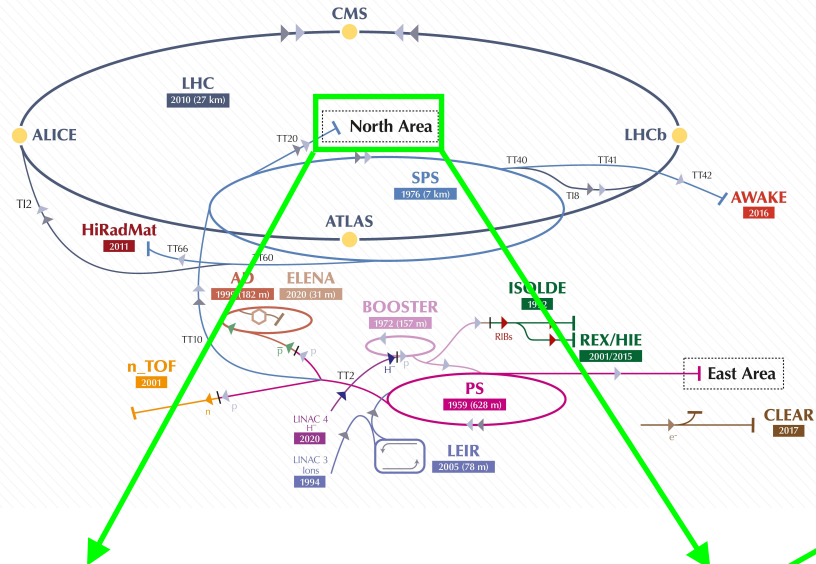 CMS
LHC
2010 (27 km)
North Area
TT20
ALICE
LHCb
TT40
TT41
SPS
1976 (7 km)
TT42
TI8
TI2
AWAKE
2016
HiRadMat
2011
ATLAS
TT66
TT60
AD
ELENA
1999 (182 m)
2020 (31 m)
ISOLDE
1992
BOOSTER
1972 (157 m)
TT10
RIBs
REX/HIE
2001/2015
p̅
p
H⁻
p
n_TOF
2001
TT2
East Area
PS
1959 (628 m)
n
p
LINAC 4
H⁻
2020
CLEAR
2017
e⁻
LINAC 3
Ions
1994
LEIR
2005 (78 m)